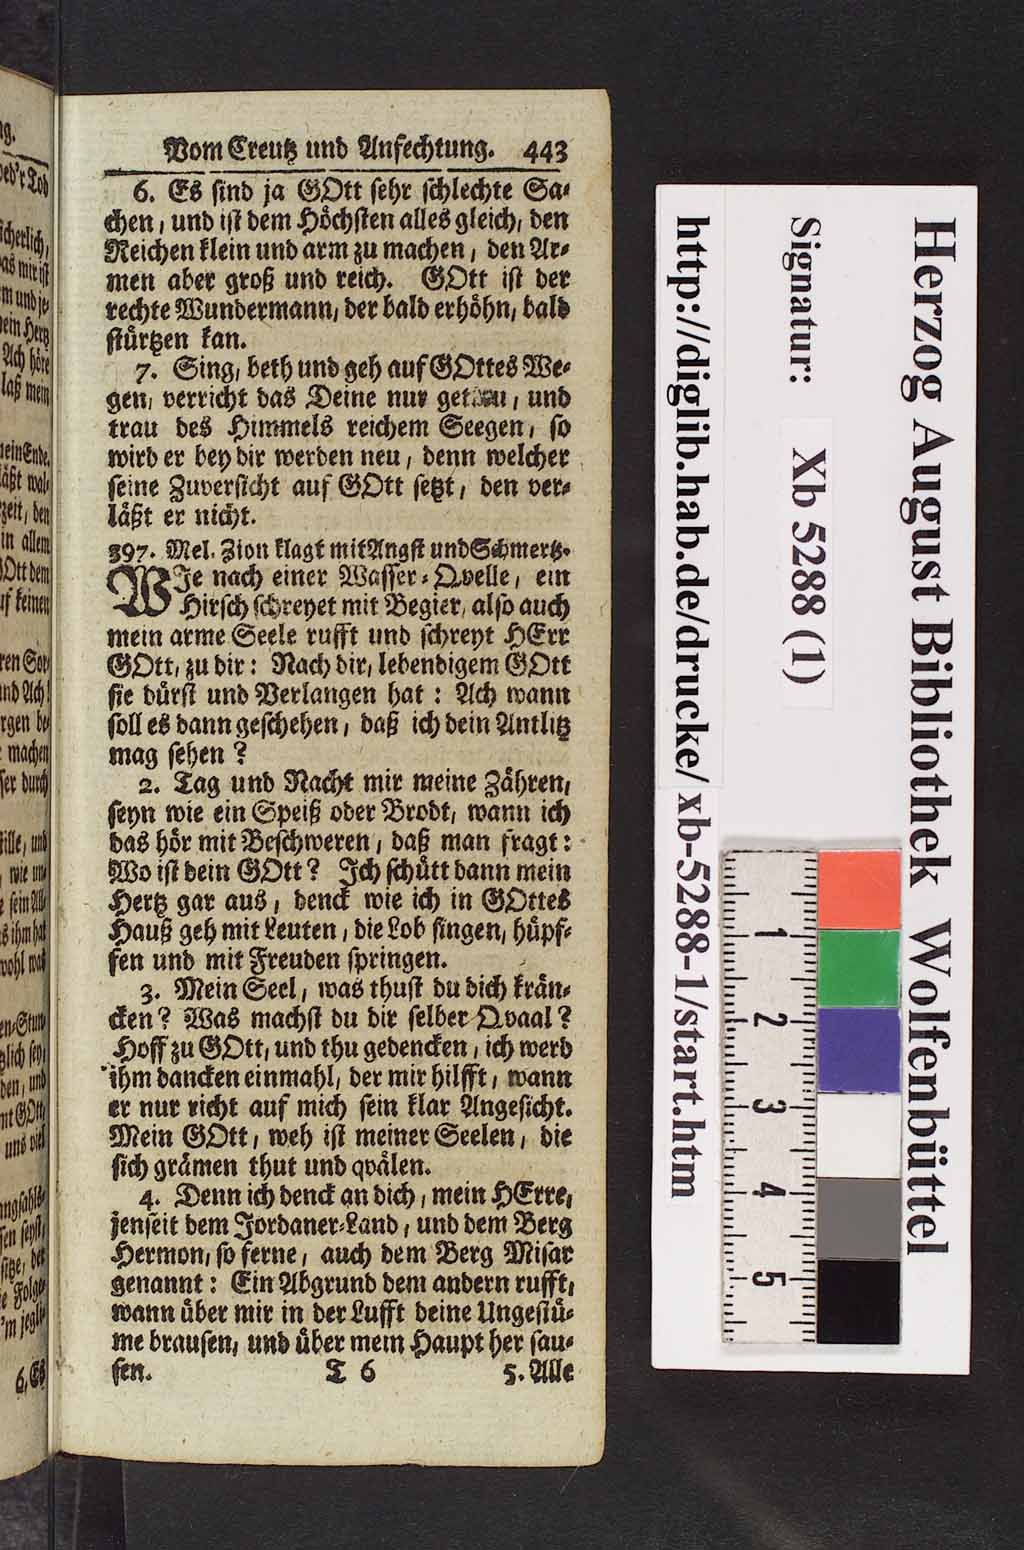 Vom Creutz und Anfechtung. 443
6. Es sind ja GOtt sehr schlechte Sa-
chen, und ist dem Höchsten alles gleich, den
Reichen klein und arm zu machen, den Ar-
men aber groß und reich. GOtt ist der
rechte Wundermann, der bald erhöhn, bald
stürtzen kan.
7. Sing, beth und geh auf GOttes We-
gen, verricht das Deine nur getreu, und
trau des Himmels reichem Seegen, so
wird er bey dir werden neu, denn welcher
seine Zuversicht auf GOtt setzt, den ver-
läßt er nicht.
397. Mel. Zion klagt mit Angst und Schmertz.
WIe nach einer Wasser-Qvelle, ein
Hirsch schreyet mit Begier, also auch
mein arme Seele rufft und schreyt HErr
GOtt, zu dir: Nach dir, lebendigem GOtt
sie dürst und Verlangen hat: Ach wann
soll es dann geschehen, daß ich dein Antlitz
mag sehen?
2. Tag und Nacht mir meine Zähren,
seyn wie ein Speiß oder Brodt, wann ich
das hör mit Beschweren, daß man fragt:
Wo ist dein GOtt? Ich schütt dann mein
Hertz gar aus, denck wie ich in GOttes
Hauß geh mit Leuten, die Lob singen, hüpf-
fen und mit Freuden springen.
3. Mein Seel, was thust du dich krän-
cken? Was machst du dir selber Qvaal?
Hoff zu GOtt, und thu gedencken, ich werd
ihm dancken einmahl, der mir hilfft, wann
er nur richt auf mich sein klar Angesicht.
Mein GOtt, weh ist meiner Seelen, die
sich grämen thut und qvälen.
4. Denn ich denck an dich, mein HErre,
jenseit dem Jordaner-Land, und dem Berg
Hermon, so ferne, auch dem Berg Misar
genannt: Ein Abgrund dem andern rufft,
wann über mir in der Lufft deine Ungestü-
me brausen, und über mein Haupt her sau-
sen. T 6 5. Alle
Herzog August Bibliothek Wolfenbüttel
Signatur: Xb 5288 (1)
http://diglib.hab.de/drucke/xb-5288-1/start.htm
1
2
3
4
5